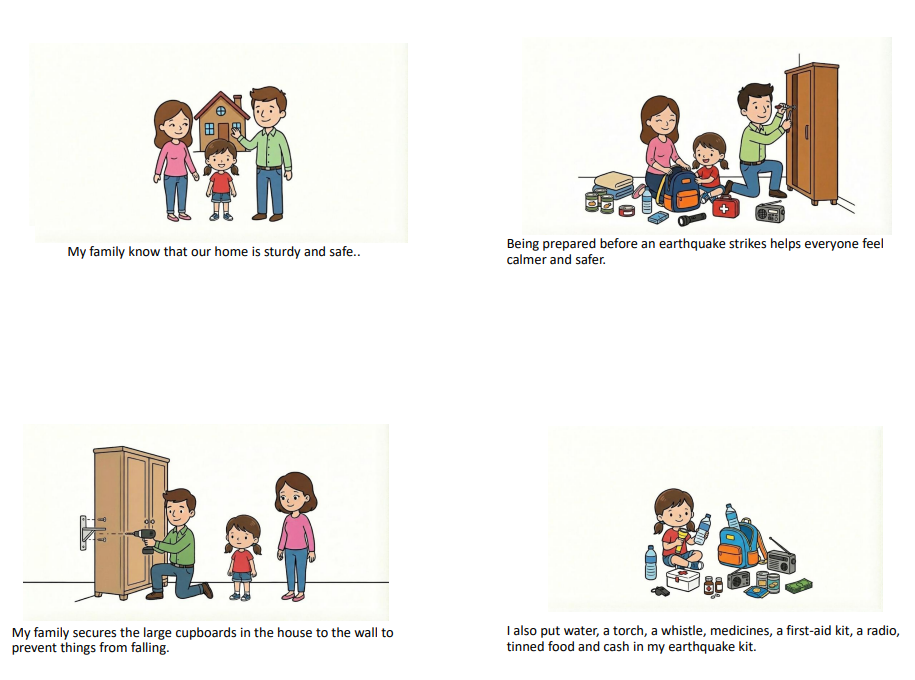 My family know that our home is sturdy and safe..
Being prepared before an earthquake strikes helps everyone feel
calmer and safer.
My family secures the large cupboards in the house to the wall to
prevent things from falling.
I also put water, a torch, a whistle, medicines, a first-aid kit, a radio,
tinned food and cash in my earthquake kit.